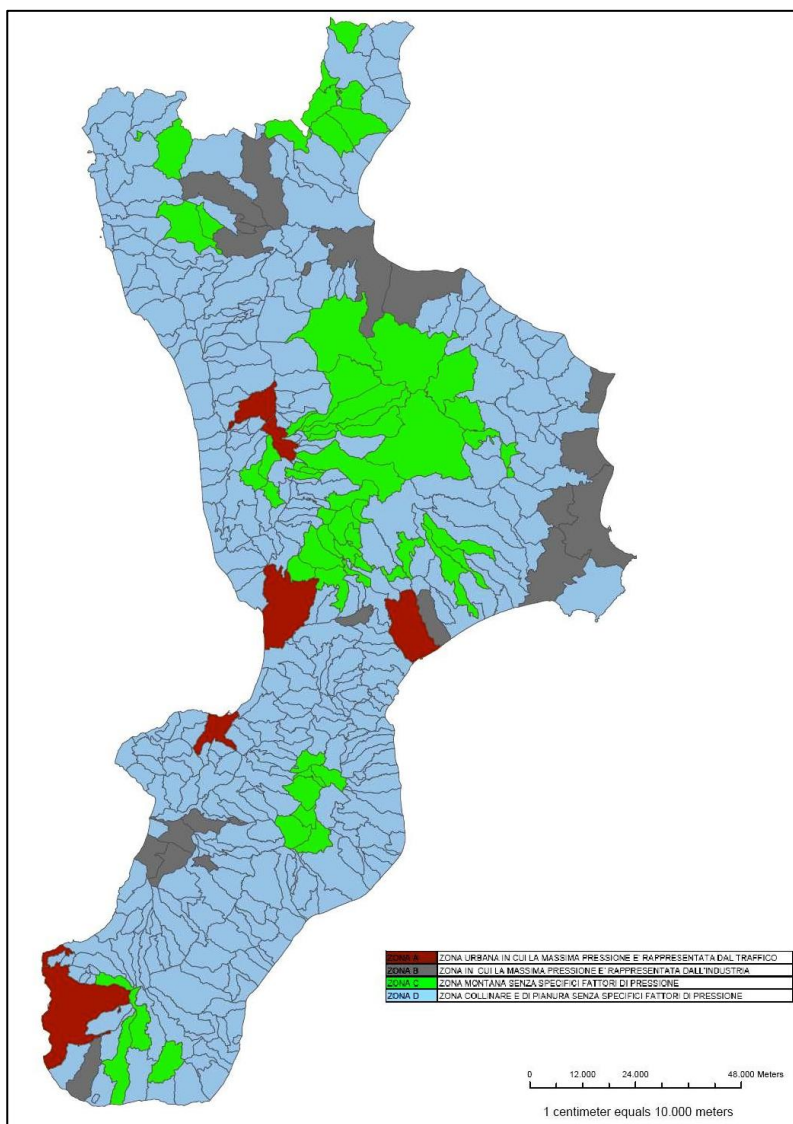 ZONA A ZONA URBANA IN CUI LA MASSIMA PRESSIONE E' RAPPRESENTATA DAL TRAFFICO
ZONA B ZONA IN CUI LA MASSIMA PRESSIONE E' RAPPRESENTATA DALL'INDUSTRIA
ZONA C ZONA MONTANA SENZA SPECIFICI FATTORI DI PRESSIONE
ZONA D ZONA COLLINARE E DI PIANURA SENZA SPECIFICI FATTORI DI PRESSIONE
0 12.000 24.000 48.000 Meters
1 centimeter equals 10.000 meters